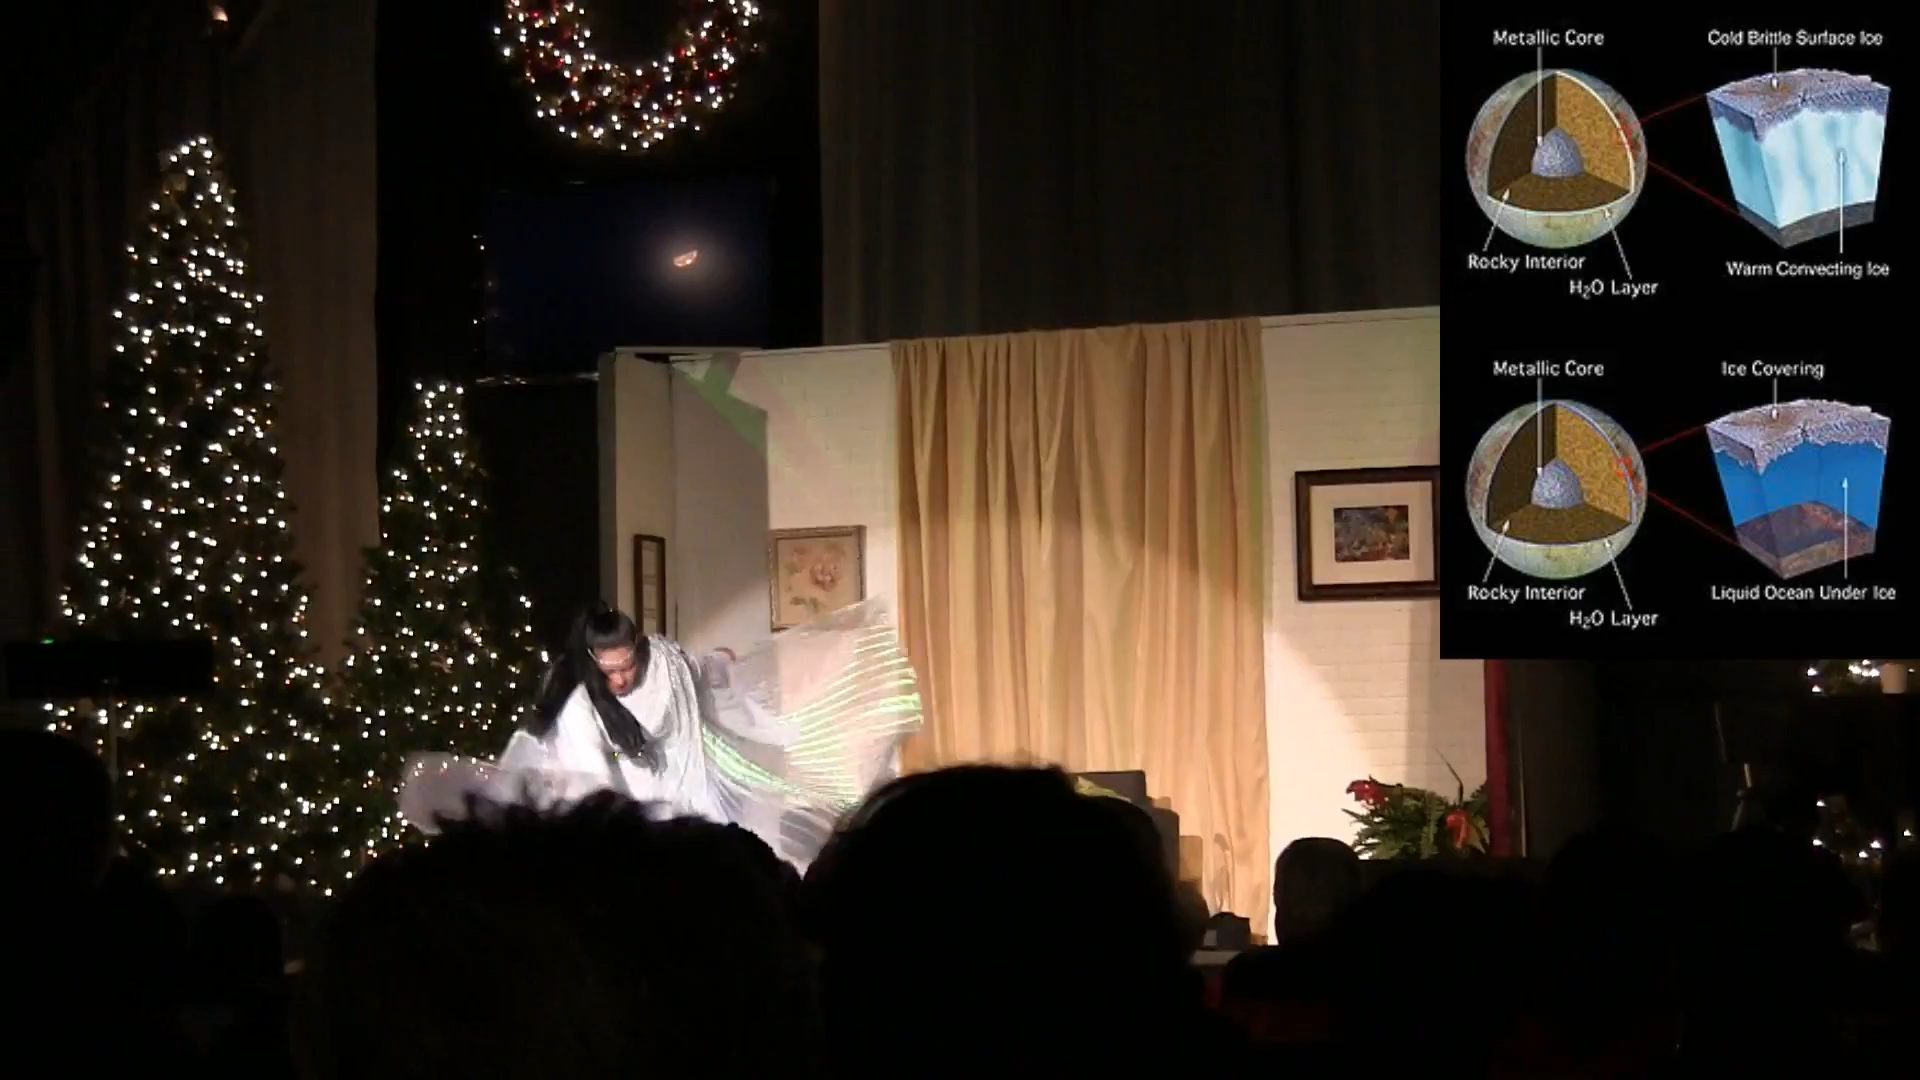 Metallic Core
Cold Brittle Surface Ice
Rocky Interior
H₂O Layer
Warm Convecting Ice
Metallic Core
Ice Covering
Rocky Interior
H₂O Layer
Liquid Ocean Under Ice